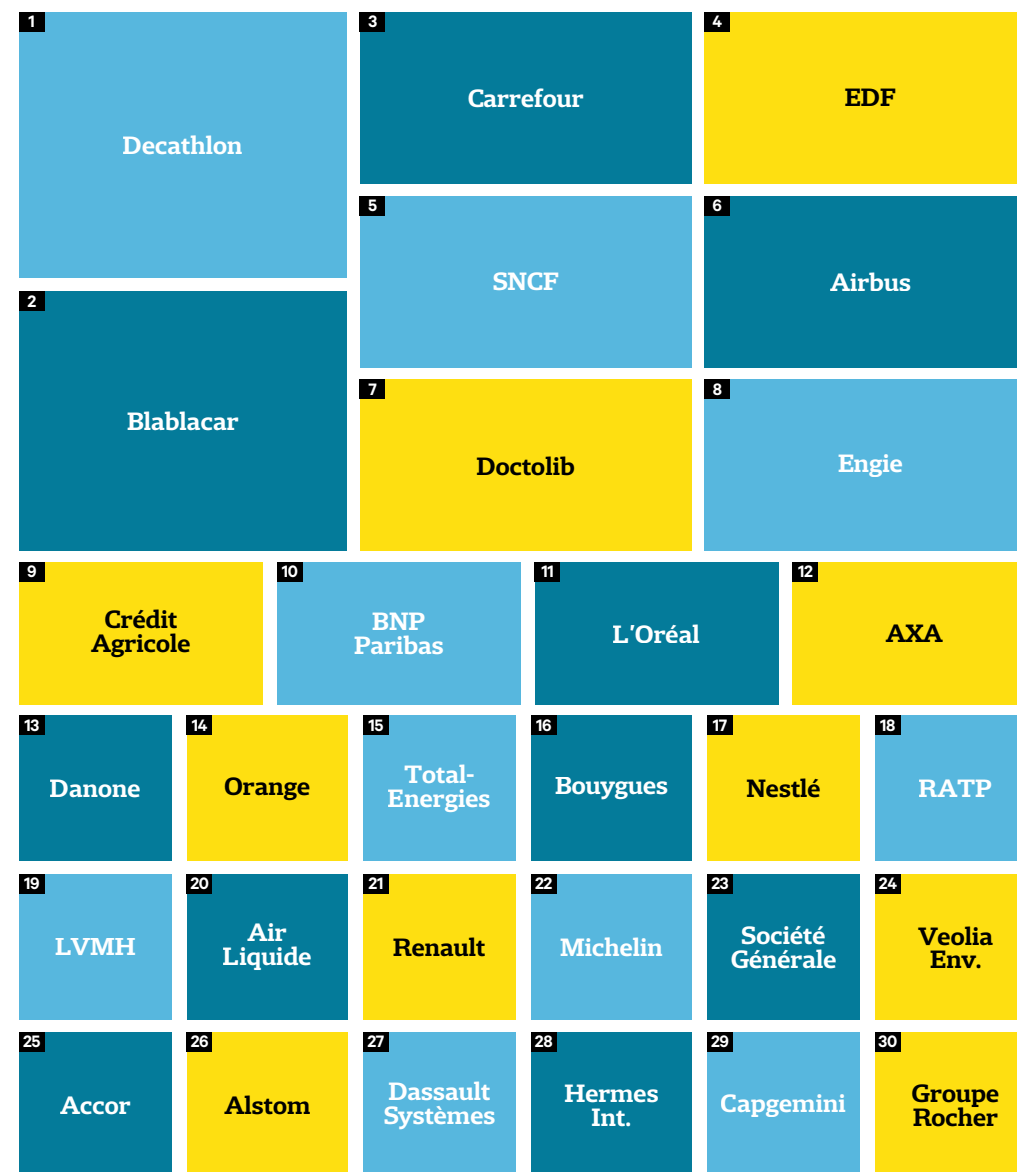 1
Decathlon
2
Blablacar
3
Carrefour
4
EDF
5
SNCF
6
Airbus
7
Doctolib
8
Engie
9
Crédit
Agricole
10
BNP
Paribas
11
L'Oréal
12
AXA
13
Danone
14
Orange
15
Total-
Energies
16
Bouygues
17
Nestlé
18
RATP
19
LVMH
20
Air
Liquide
21
Renault
22
Michelin
23
Société
Générale
24
Veolia
Env.
25
Accor
26
Alstom
27
Dassault
Systèmes
28
Hermes
Int.
29
Capgemini
30
Groupe
Rocher